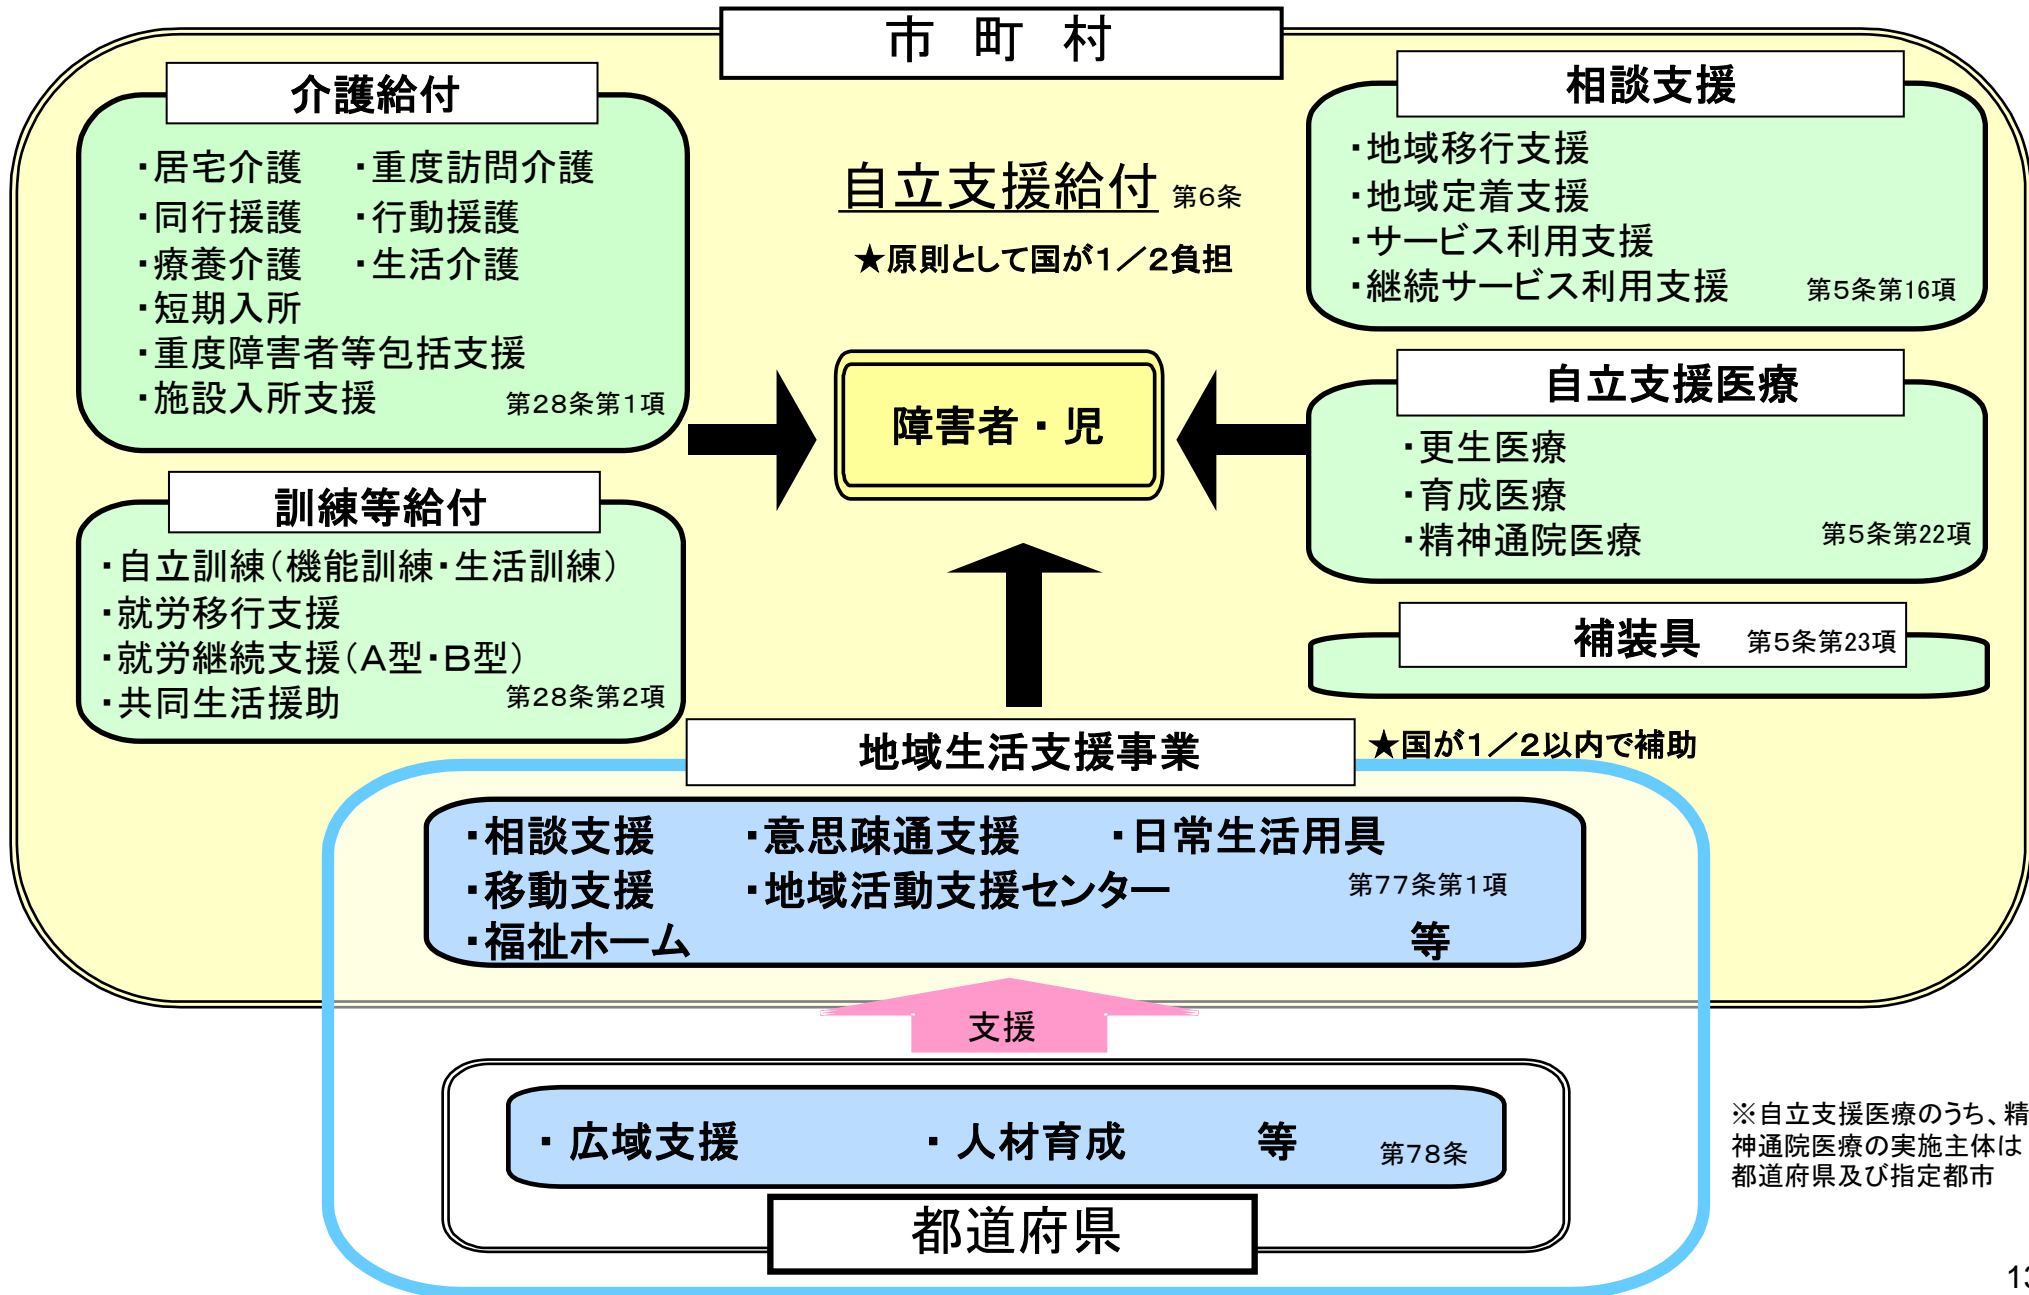 市　町　村
介護給付
・居宅介護　・重度訪問介護
・同行援護　・行動援護
・療養介護　・生活介護
・短期入所
・重度障害者等包括支援
・施設入所支援　第28条第1項
訓練等給付
・自立訓練(機能訓練・生活訓練)
・就労移行支援
・就労継続支援(A型・B型)
・共同生活援助　第28条第2項
自立支援給付 第6条
★原則として国が1／2負担
障害者・児
相談支援
・地域移行支援
・地域定着支援
・サービス利用支援
・継続サービス利用支援　第5条第16項
自立支援医療
・更生医療
・育成医療
・精神通院医療　第5条第22項
補装具　第5条第23項
地域生活支援事業　★国が1／2以内で補助
・相談支援　・意思疎通支援　・日常生活用具
・移動支援　・地域活動支援センター　第77条第1項
・福祉ホーム　等
支援
・広域支援　・人材育成　等　第78条
都道府県
※自立支援医療のうち、精
神通院医療の実施主体は
都道府県及び指定都市
13